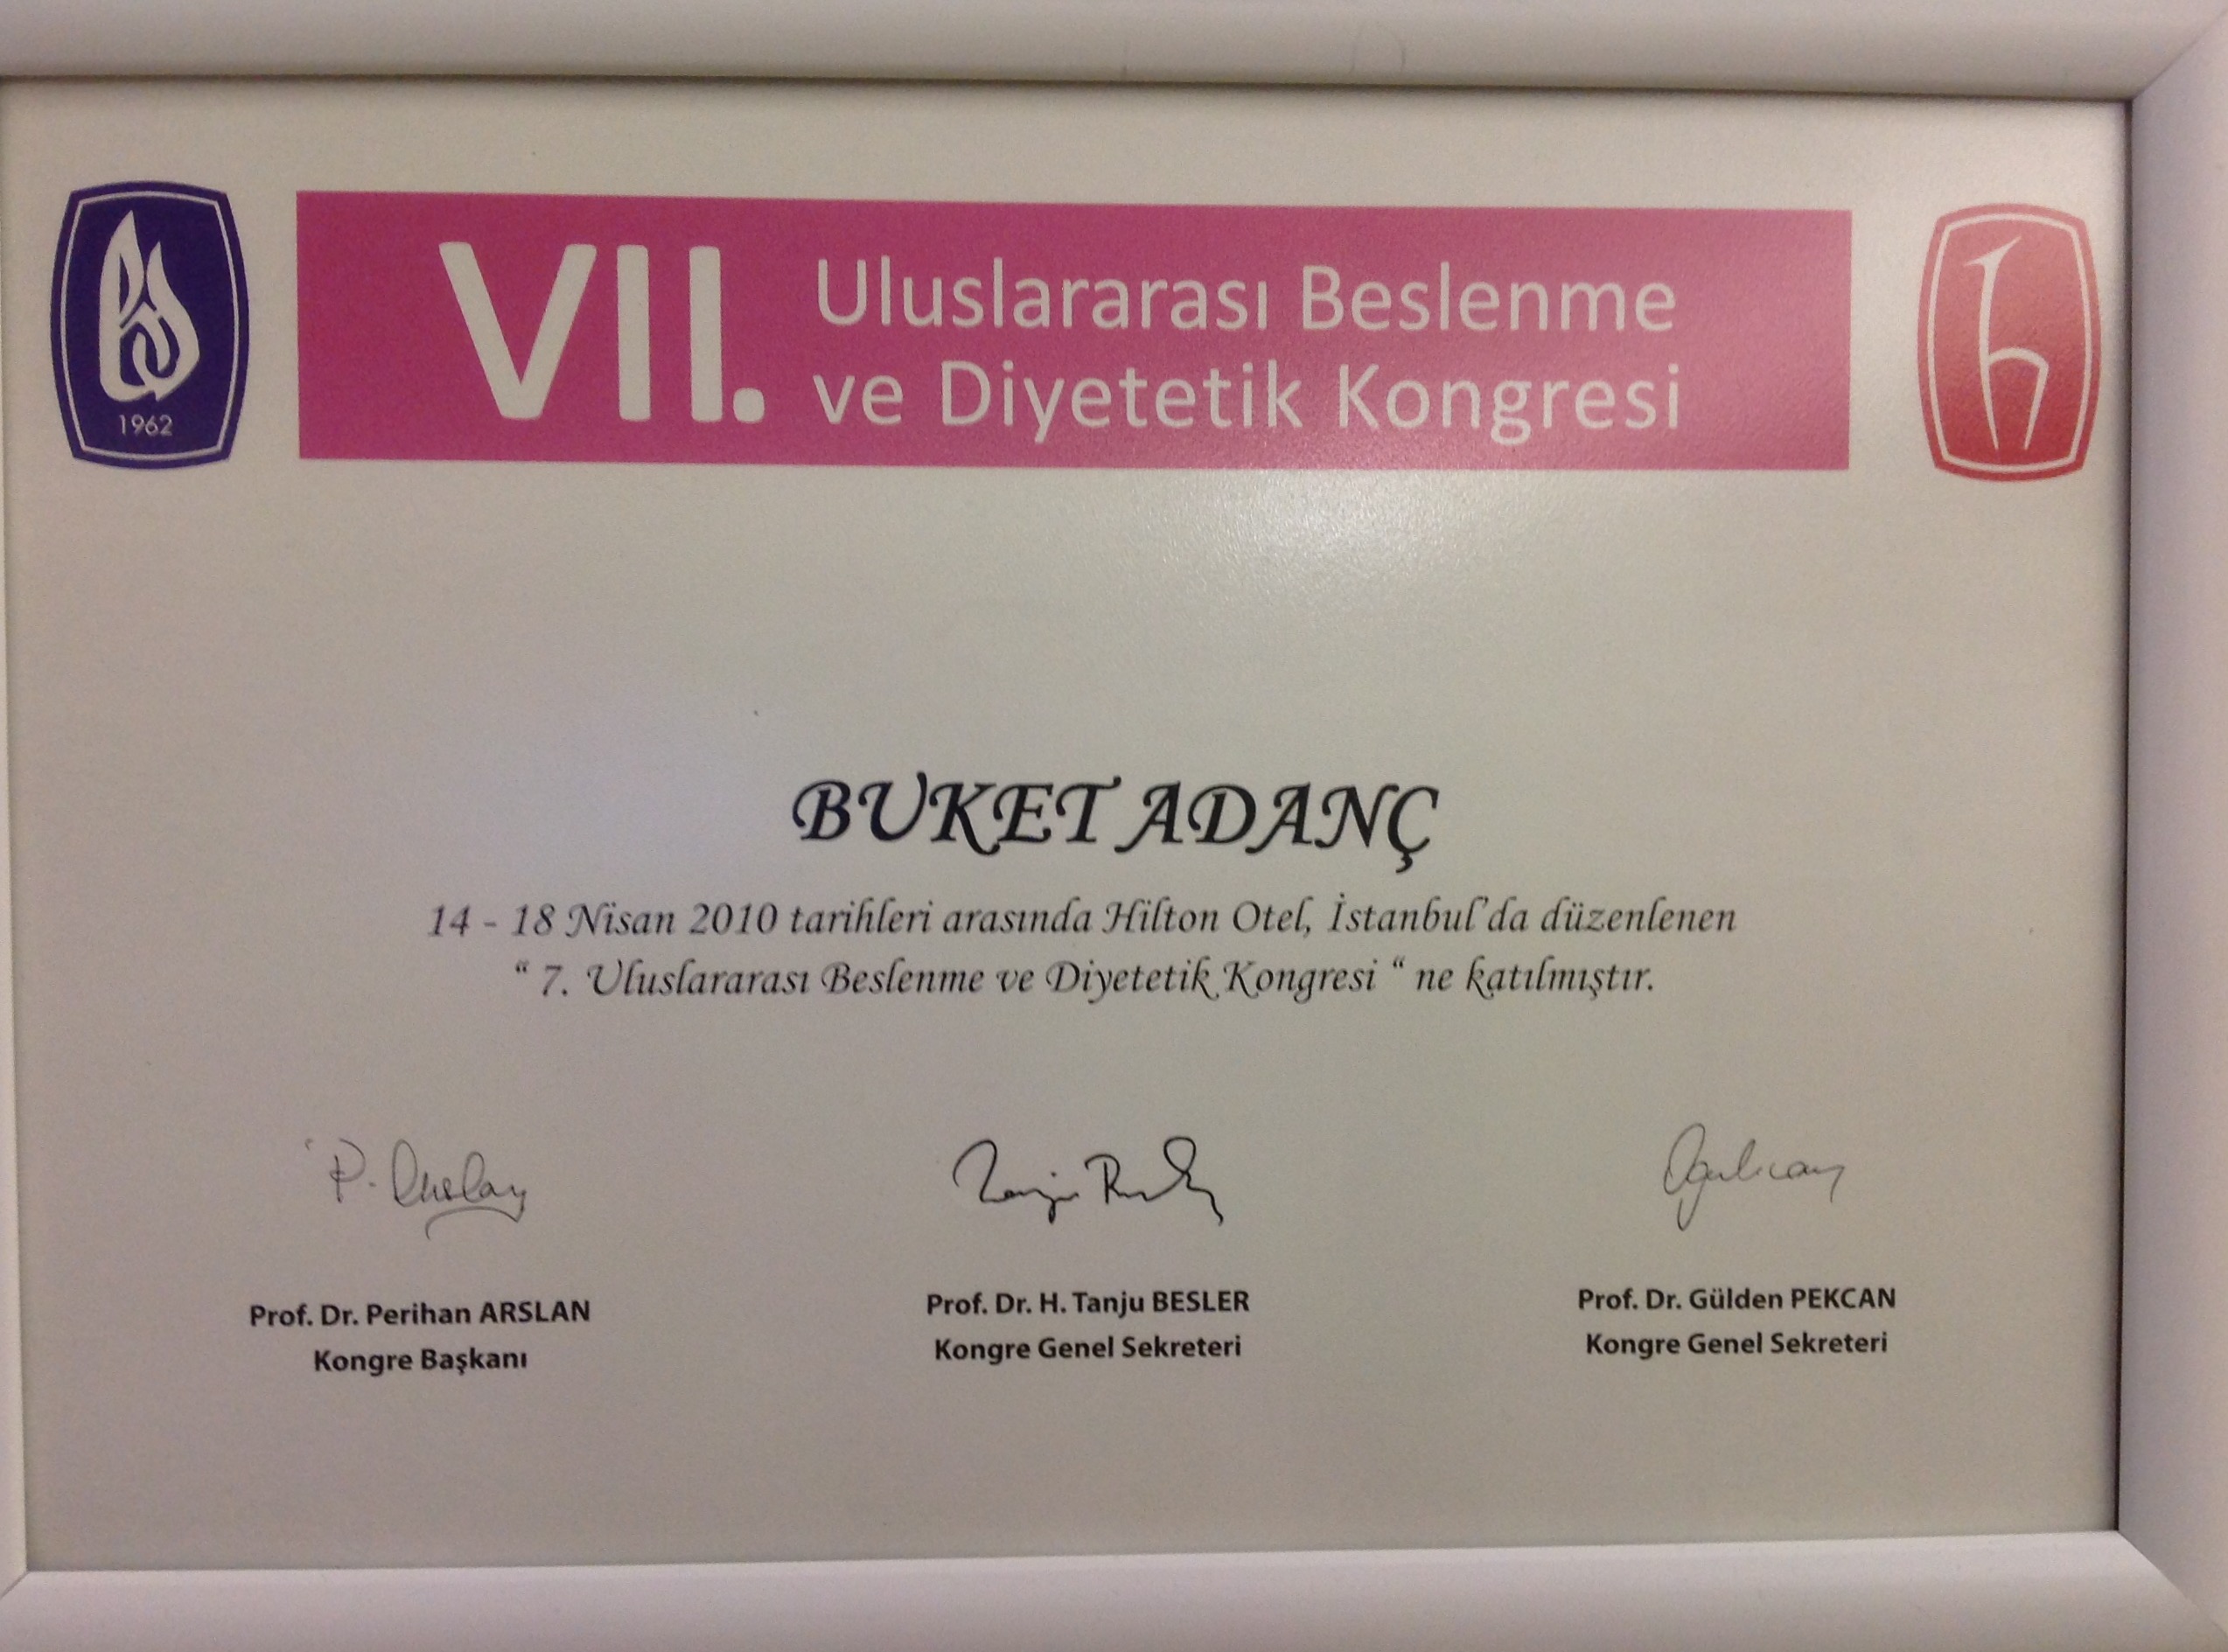 1962
VII.
Uluslararası Beslenme
ve Diyetetik Kongresi
BUKET ADANÇ
14 - 18 Nisan 2010 tarihleri arasında Hilton Otel, İstanbul'da düzenlenen
“ 7. Uluslararası Beslenme ve Diyetetik Kongresi “ ne katılmıştır.
P. Arslan
Prof. Dr. Perihan ARSLAN
Kongre Başkanı
Prof. Dr. H. Tanju BESLER
Kongre Genel Sekreteri
Prof. Dr. Gülden PEKCAN
Kongre Genel Sekreteri